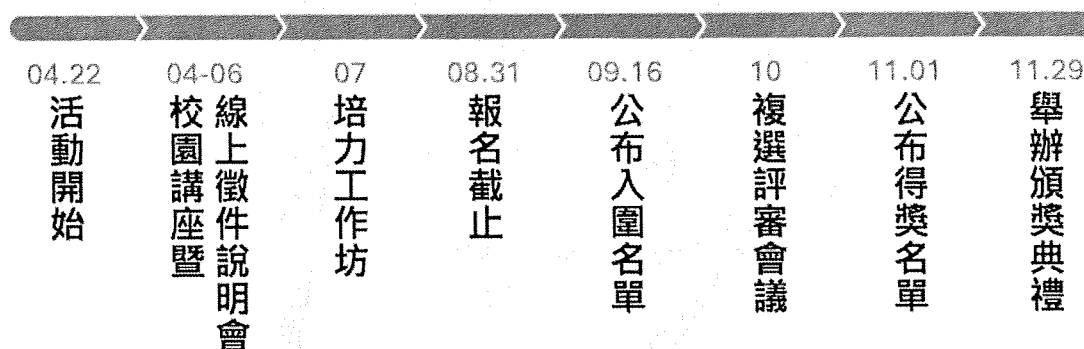 04.22
活動開始
04-06
校園講座暨
線上徵件說明會
07
培力工作坊
08.31
報名截止
09.16
公布入圍名單
10
複選評審會議
11.01
公布得獎名單
11.29
舉辦頒獎典禮